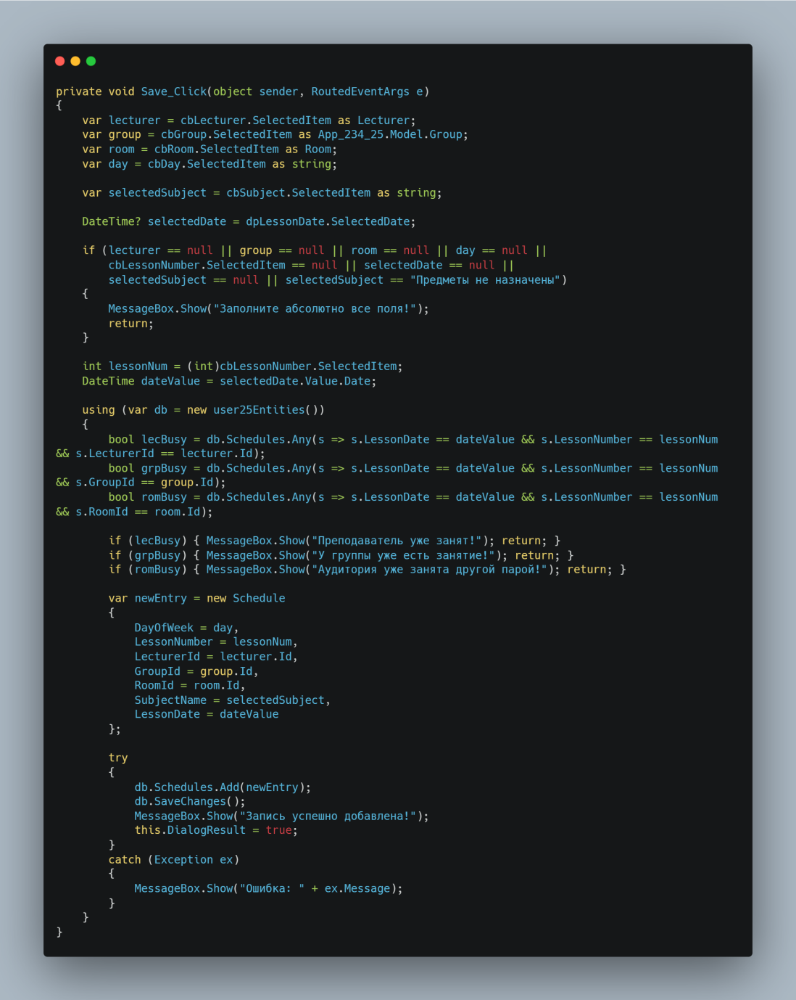 private void Save_Click(object sender, RoutedEventArgs e)
{
    var lecturer = cbLecturer.SelectedItem as Lecturer;
    var group = cbGroup.SelectedItem as App_234_25.Model.Group;
    var room = cbRoom.SelectedItem as Room;
    var day = cbDay.SelectedItem as string;

    var selectedSubject = cbSubject.SelectedItem as string;

    DateTime? selectedDate = dpLessonDate.SelectedDate;

    if (lecturer == null || group == null || room == null || day == null ||
        cbLessonNumber.SelectedItem == null || selectedDate == null ||
        selectedSubject == null || selectedSubject == "Предметы не назначены")
    {
        MessageBox.Show("Заполните абсолютно все поля!");
        return;
    }

    int lessonNum = (int)cbLessonNumber.SelectedItem;
    DateTime dateValue = selectedDate.Value.Date;

    using (var db = new user25Entities())
    {
        bool lecBusy = db.Schedules.Any(s => s.LessonDate == dateValue && s.LessonNumber == lessonNum
&& s.LecturerId == lecturer.Id);
        bool grpBusy = db.Schedules.Any(s => s.LessonDate == dateValue && s.LessonNumber == lessonNum
&& s.GroupId == group.Id);
        bool romBusy = db.Schedules.Any(s => s.LessonDate == dateValue && s.LessonNumber == lessonNum
&& s.RoomId == room.Id);

        if (lecBusy) { MessageBox.Show("Преподаватель уже занят!"); return; }
        if (grpBusy) { MessageBox.Show("У группы уже есть занятие!"); return; }
        if (romBusy) { MessageBox.Show("Аудитория уже занята другой парой!"); return; }

        var newEntry = new Schedule
        {
            DayOfWeek = day,
            LessonNumber = lessonNum,
            LecturerId = lecturer.Id,
            GroupId = group.Id,
            RoomId = room.Id,
            SubjectName = selectedSubject,
            LessonDate = dateValue
        };

        try
        {
            db.Schedules.Add(newEntry);
            db.SaveChanges();
            MessageBox.Show("Запись успешно добавлена!");
            this.DialogResult = true;
        }
        catch (Exception ex)
        {
            MessageBox.Show("Ошибка: " + ex.Message);
        }
    }
}